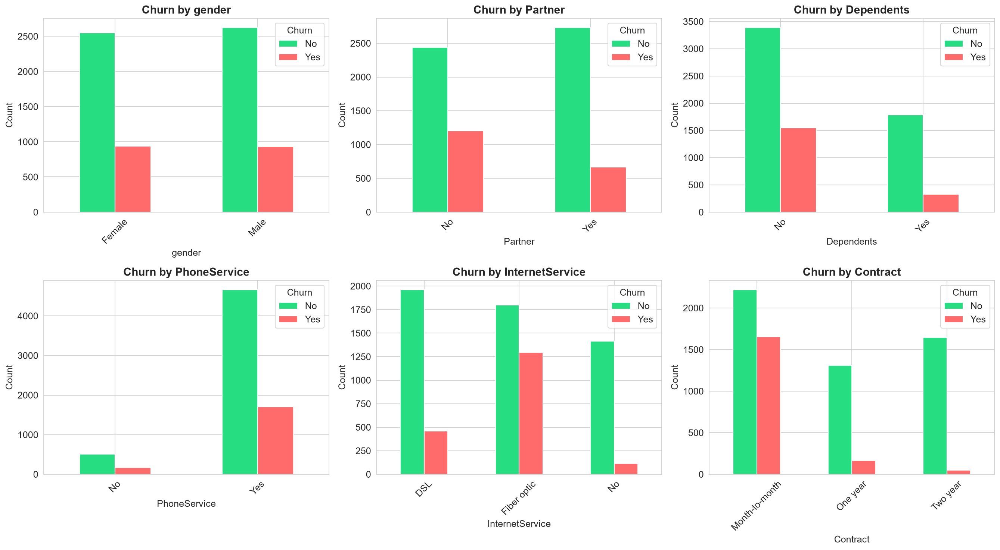 Churn by gender
Churn
No
Yes
2500
2000
1500
1000
500
0
Count
Female
Male
gender
Churn by Partner
Churn
No
Yes
2500
2000
1500
1000
500
0
Count
No
Yes
Partner
Churn by Dependents
Churn
No
Yes
3500
3000
2500
2000
1500
1000
500
0
Count
No
Yes
Dependents
Churn by PhoneService
Churn
No
Yes
4000
3000
2000
1000
0
Count
No
Yes
PhoneService
Churn by InternetService
Churn
No
Yes
2000
1750
1500
1250
1000
750
500
250
0
Count
DSL
Fiber optic
No
InternetService
Churn by Contract
Churn
No
Yes
2000
1500
1000
500
0
Count
Month-to-month
One year
Two year
Contract